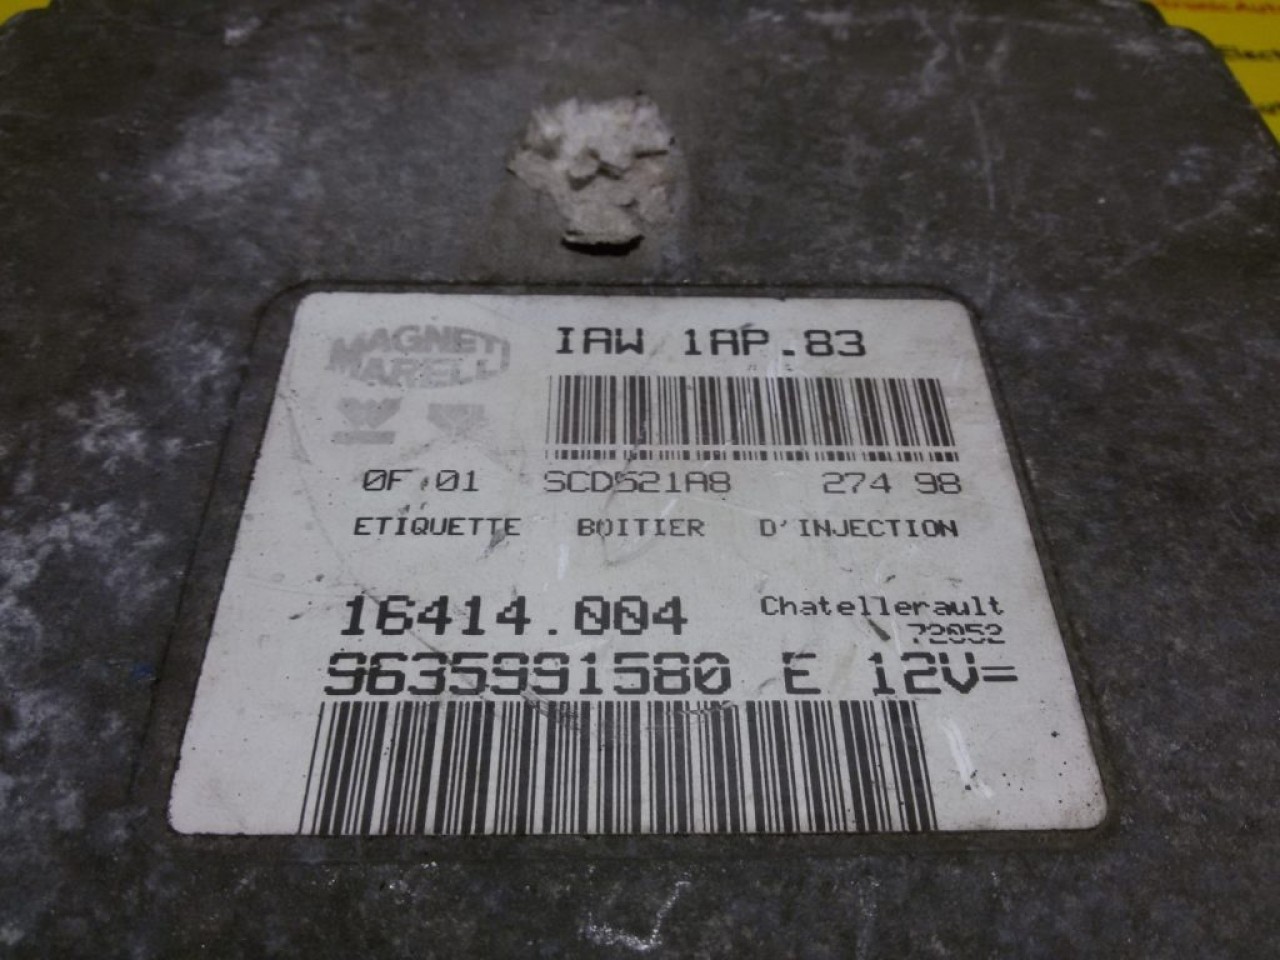 MAGNETI
MARELLI
IAW 1AP.83
0F.01 SCD521A8 274 98
ETIQUETTE BOITIER D'INJECTION
16414.004
Chatellerault
72052
9635991580 E 12V=